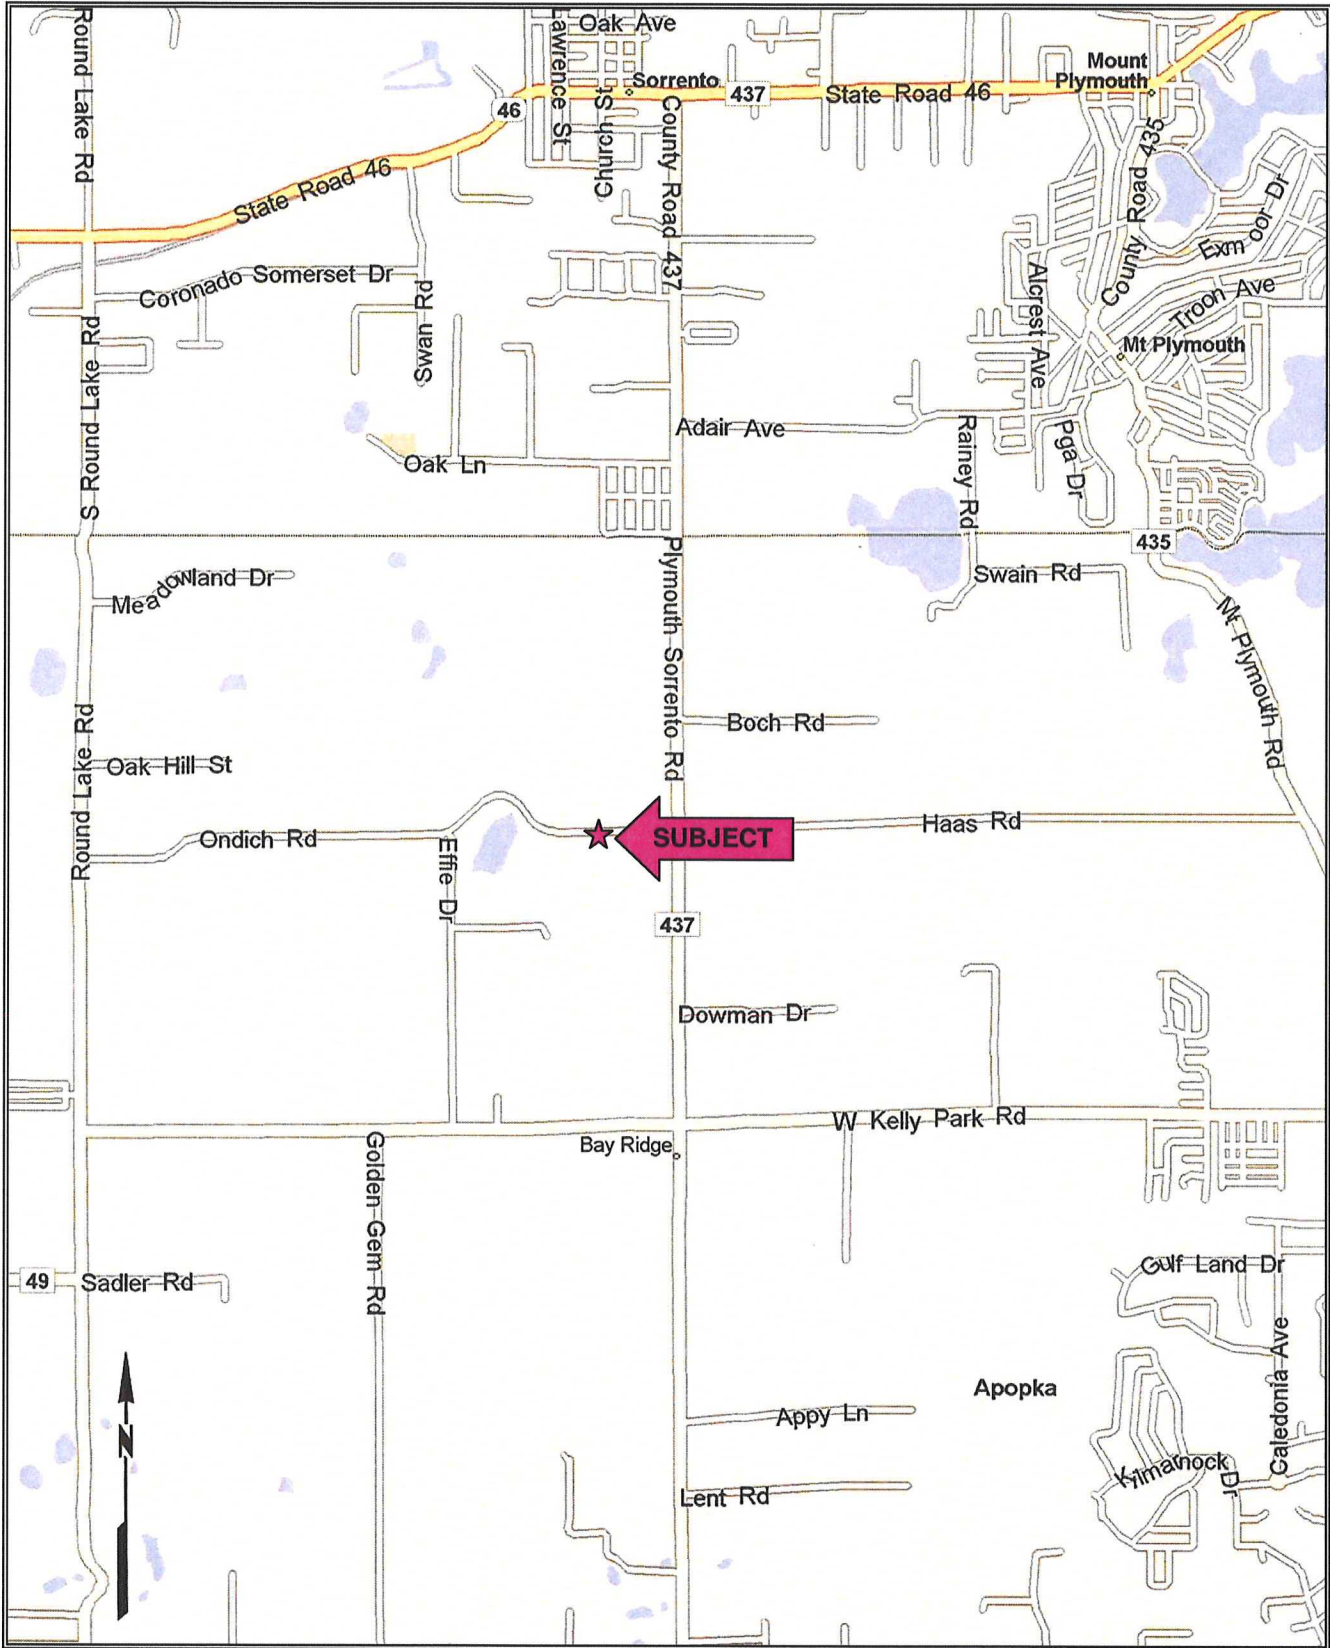 Round Lake Rd
Lawrence St
Oak Ave
Sorrento
Mount
Plymouth
46
437
State Road 46
Church St
County Road 437
County Road 435
State Road 46
Exmoor Dr
Coronado Somerset Dr
Swan Rd
Alcrest Ave
Troon Ave
Mt Plymouth
S Round Lake Rd
Adair Ave
Rainey Rd
Pga Dr
Oak Ln
435
Plymouth Sorrento Rd
Swain Rd
Meadowland Dr
Mt Plymouth Rd
Boch Rd
Round Lake Rd
Oak Hill St
Ondich Rd
SUBJECT
Haas Rd
Effie Dr
437
Dowman Dr
W Kelly Park Rd
Bay Ridge
Golden Gem Rd
49
Sadler Rd
Gulf Land Dr
Caledonia Ave
N
Apopka
Appy Ln
Kilmarnock Dr
Lent Rd